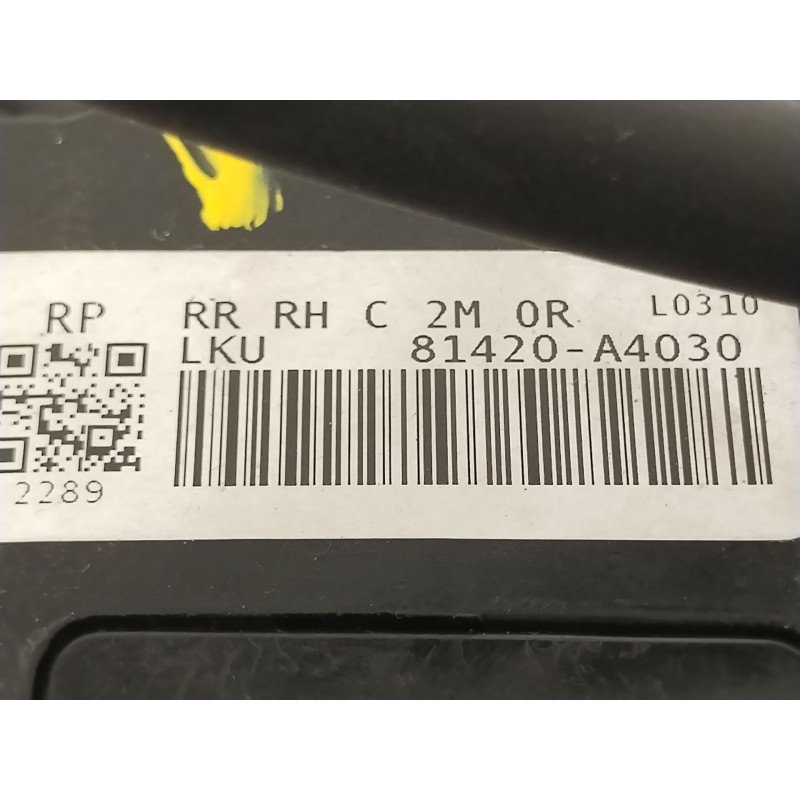 RP RR RH C 2M 0R L0310
LKU 81420-A4030
2289